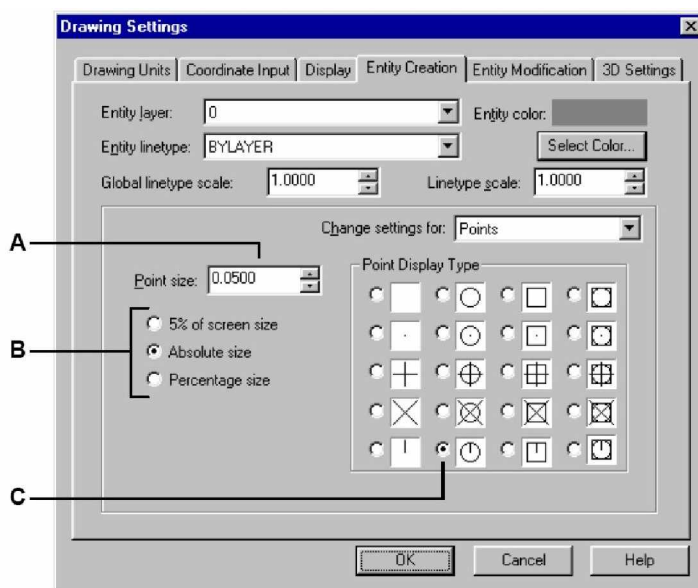 Drawing Settings
Drawing Units Coordinate Input Display Entity Creation Entity Modification 3D Settings
Entity layer: 0 Entity color:
Entity linetype: BYLAYER Select Color...
Global linetype scale: 1.0000 Linetype scale: 1.0000
Change settings for: Points
A
Point size: 0.0500
Point Display Type
B
5% of screen size
Absolute size
Percentage size
C
OK Cancel Help